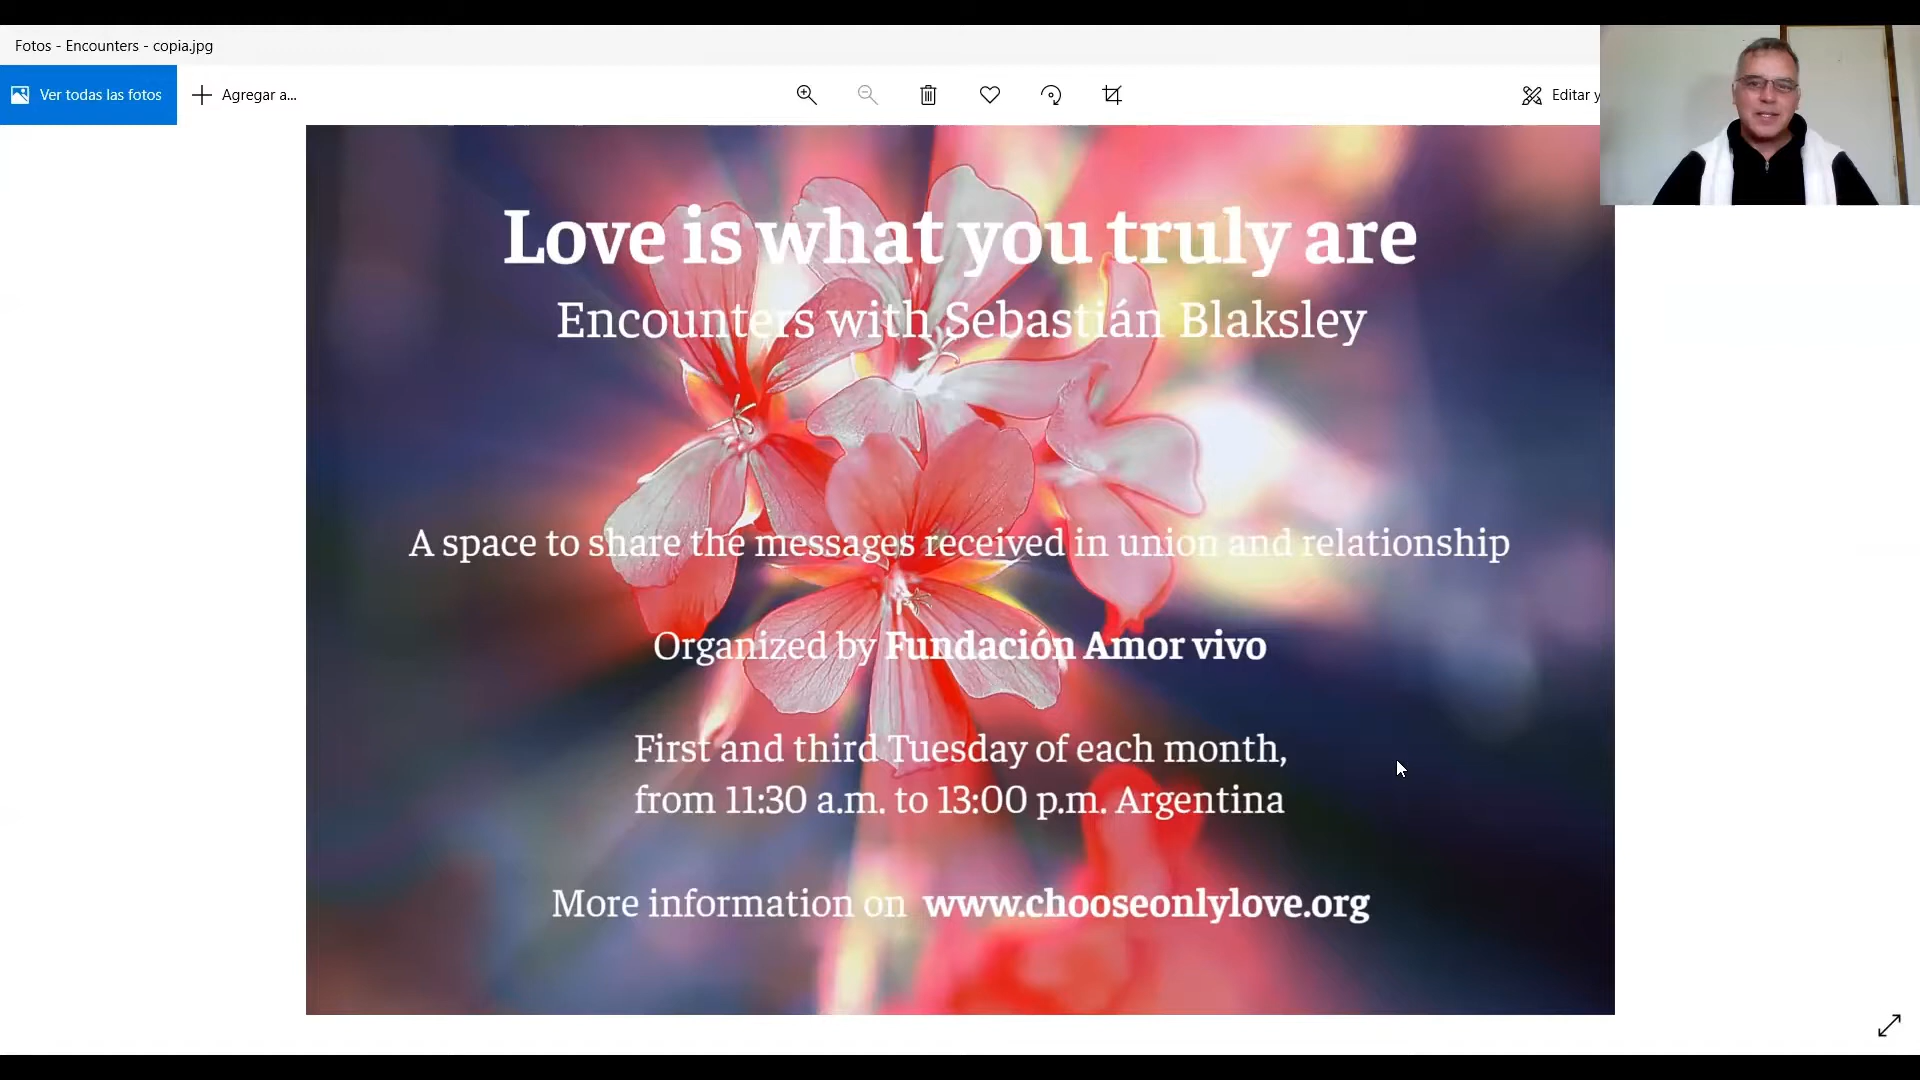 Fotos - Encounters - copia.jpg
Ver todas las fotos
Agregar a...
Editar y
Love is what you truly are
Encounters with Sebastián Blaksley
A space to share the messages received in union and relationship
Organized by Fundación Amor vivo
First and third Tuesday of each month,
from 11:30 a.m. to 13:00 p.m. Argentina
More information on www.chooseonlylove.org